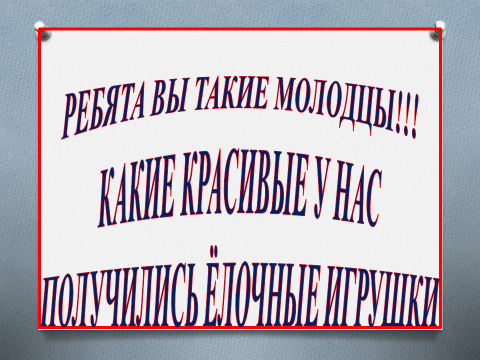 РЕБЯТА ВЫ ТАКИЕ МОЛОДЦЫ!!!
КАКИЕ КРАСИВЫЕ У НАС
ПОЛУЧИЛИСЬ ЁЛОЧНЫЕ ИГРУШКИ